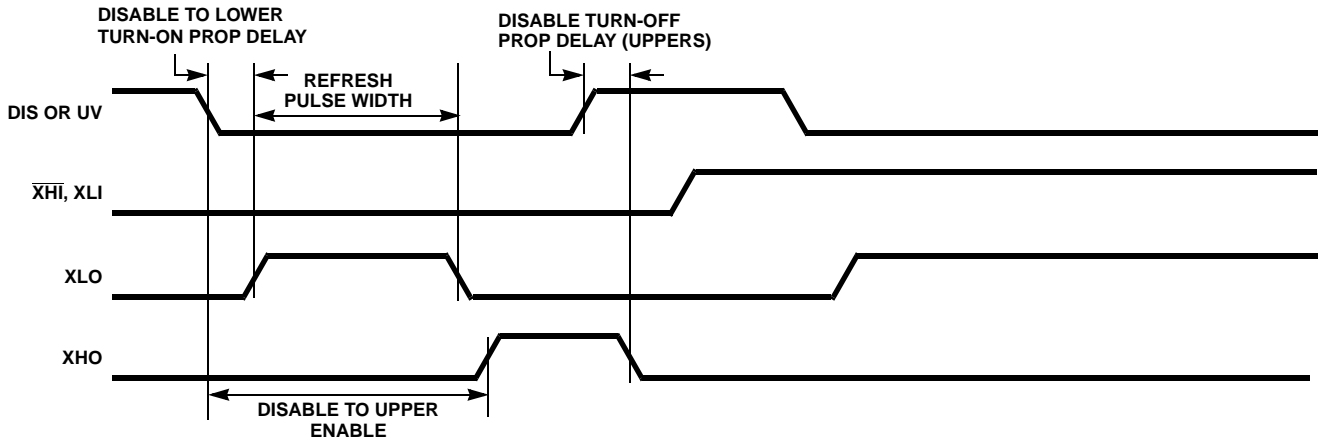 DISABLE TO LOWER
TURN-ON PROP DELAY
DISABLE TURN-OFF
PROP DELAY (UPPERS)
REFRESH
PULSE WIDTH
DIS OR UV
XHI, XLI
XLO
XHO
DISABLE TO UPPER
ENABLE